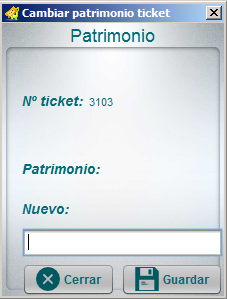 Cambiar patrimonio ticket
Patrimonio
Nº ticket: 3103
Patrimonio:
Nuevo:
Cerrar
Guardar